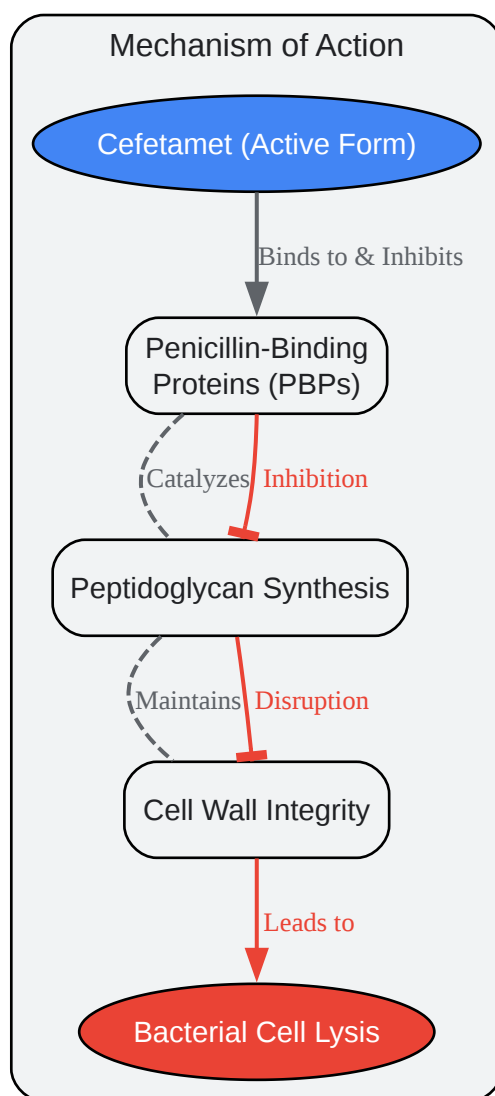 Mechanism of Action
Cefetamet (Active Form)
Binds to & Inhibits
Penicillin-Binding
Proteins (PBPs)
Catalyzes
Inhibition
Peptidoglycan Synthesis
Maintains
Disruption
Cell Wall Integrity
Leads to
Bacterial Cell Lysis